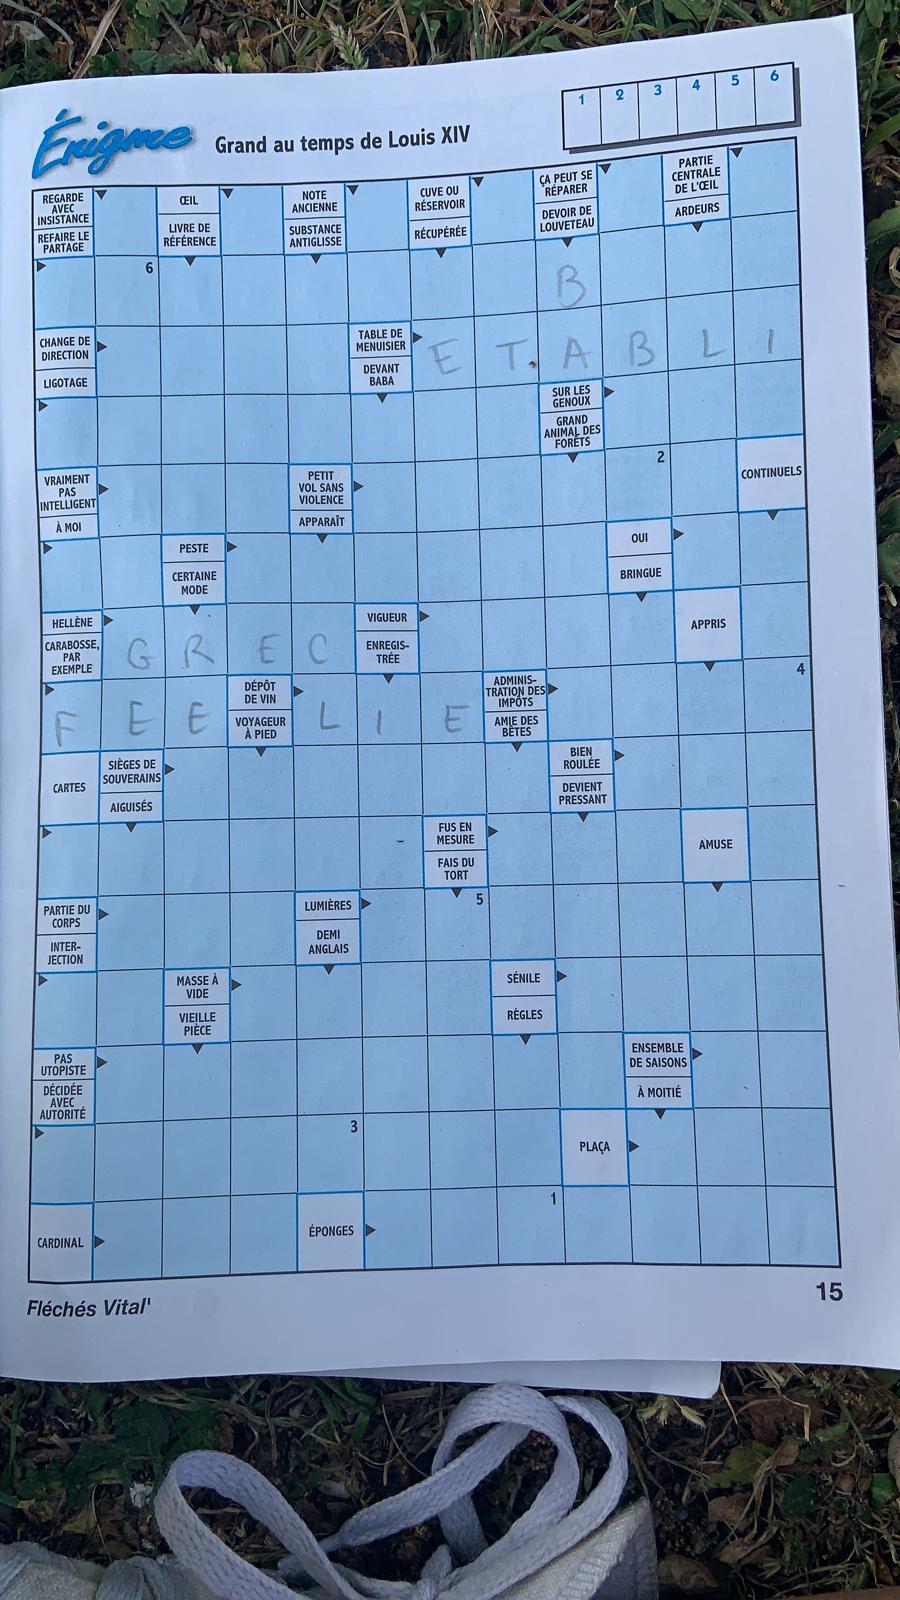 Énigme
Grand au temps de Louis XIV
1 2 3 4 5 6
REGARDE
AVEC
INSISTANCE
REFAIRE LE
PARTAGE
ŒIL
LIVRE DE
RÉFÉRENCE
NOTE
ANCIENNE
SUBSTANCE
ANTIGLISSE
CUVE OU
RÉSERVOIR
RÉCUPÉRÉE
ÇA PEUT SE
RÉPARER
DEVOIR DE
LOUVETEAU
PARTIE
CENTRALE
DE L'ŒIL
ARDEURS
6
B
CHANGE DE
DIRECTION
LIGOTAGE
TABLE DE
MENUISIER
DEVANT
BABA
E T. A B L I
SUR LES
GENOUX
GRAND
ANIMAL DES
FORÊTS
VRAIMENT
PAS
INTELLIGENT
À MOI
PETIT
VOL SANS
VIOLENCE
APPARAÎT
2
CONTINUELS
PESTE
CERTAINE
MODE
OUI
BRINGUE
HELLÈNE
CARABOSSE,
PAR
EXEMPLE
G R E C
VIGUEUR
ENREGIS-
TRÉE
APPRIS
F E E
DÉPÔT
DE VIN
VOYAGEUR
À PIED
L I E
ADMINIS-
TRATION DES
IMPÔTS
AMIE DES
BÊTES
4
CARTES
SIÈGES DE
SOUVERAINS
AIGUISÉS
BIEN
ROULÉE
DEVIENT
PRESSANT
FUS EN
MESURE
FAIS DU
TORT
AMUSE
PARTIE DU
CORPS
INTER-
JECTION
LUMIÈRES
DEMI
ANGLAIS
5
MASSE À
VIDE
VIEILLE
PIÈCE
SÉNILE
RÈGLES
PAS
UTOPISTE
DÉCIDÉE
AVEC
AUTORITÉ
ENSEMBLE
DE SAISONS
À MOITIÉ
3
PLAÇA
CARDINAL
ÉPONGES
1
Fléchés Vital'
15